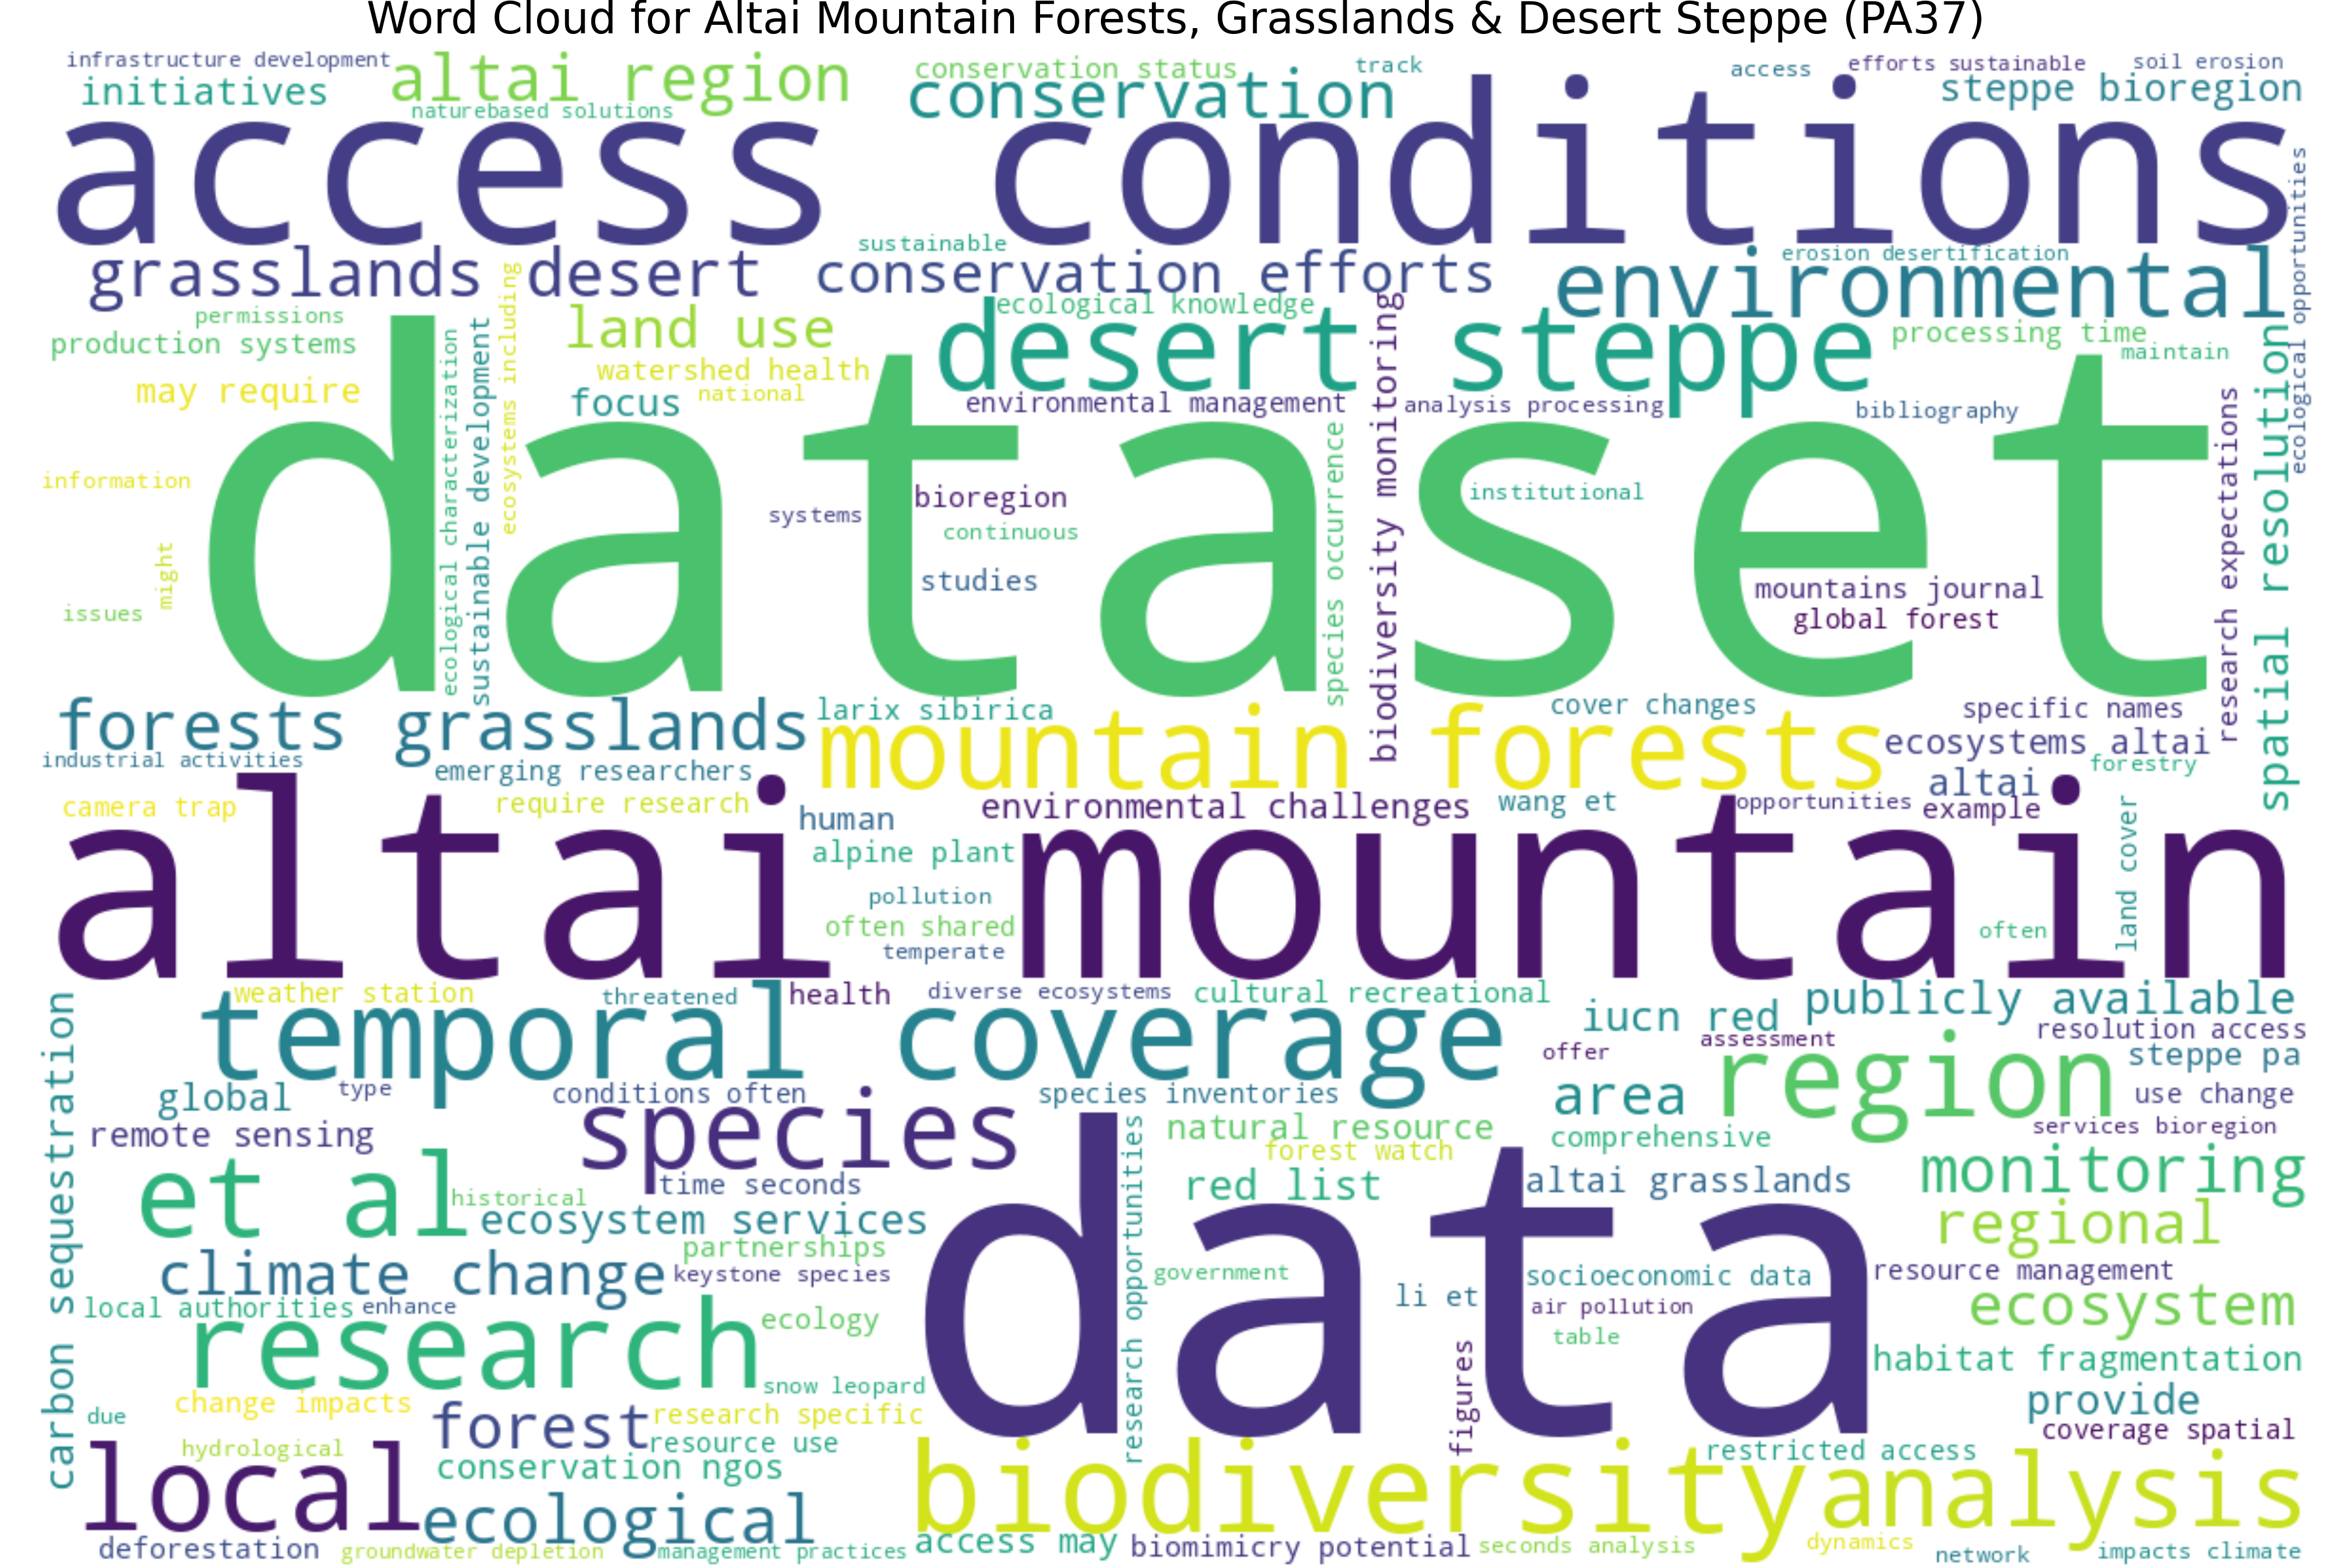 Word Cloud for Altai Mountain Forests, Grasslands & Desert Steppe (PA37)
infrastructure development
initiatives
altai region
naturebased solutions
conservation status
conservation
track
access
efforts sustainable
soil erosion
steppe bioregion
access conditions
ecological opportunities
grasslands desert
sustainable
conservation efforts
erosion desertification
environmental
permissions
production systems
may require
ecological characterization
sustainable development
ecosystems including
land use
watershed health
focus
national
ecological knowledge
desert steppe
environmental management
biodiversity monitoring
analysis processing
processing time
maintain
bibliography
research expectations
spatial resolution
dataset
information
might
issues
systems
bioregion
continuous
studies
species occurrence
institutional
mountains journal
global forest
forests grasslands
industrial activities
larix sibirica
mountain forests
cover changes
specific names
ecosystems altai
forestry
emerging researchers
camera trap
require research
human
environmental challenges
wang et
opportunities
altai
example
land cover
altai mountain
alpine plant
pollution
often shared
temperate
often
carbon sequestration
weather station
threatened
health
diverse ecosystems
cultural recreational
iucn red
publicly available
temporal coverage
offer
assessment
resolution access
region
steppe pa
global
type
conditions often
species inventories
area
use change
services bioregion
remote sensing
species
research opportunities
natural resource
forest watch
comprehensive
monitoring
et al
historical
time seconds
red list
altai grasslands
regional
ecosystem services
data
climate change
partnerships
keystone species
government
li et
socioeconomic data
air pollution
table
figures
resource management
ecosystem
local authorities
enhance
research
ecology
snow leopard
habitat fragmentation
change impacts
due
forest
research specific
provide
coverage spatial
hydrological
local
resource use
conservation ngos
biodiversity
restricted access
analysis
ecological
deforestation
groundwater depletion
management practices
access may
biomimicry potential
seconds analysis
dynamics
network
impacts climate